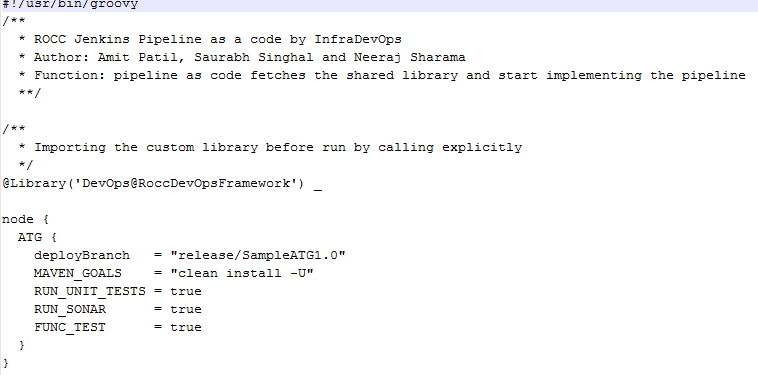 #!/usr/bin/groovy
/**
  * ROCC Jenkins Pipeline as a code by InfraDevOps
  * Author: Amit Patil, Saurabh Singhal and Neeraj Sharama
  * Function: pipeline as code fetches the shared library and start implementing the pipeline
  **/

/**
  * Importing the custom library before run by calling explicitly
  */
@Library('DevOps@RoccDevOpsFramework') _

node {
  ATG {
    deployBranch   = "release/SampleATG1.0"
    MAVEN_GOALS    = "clean install -U"
    RUN_UNIT_TESTS = true
    RUN_SONAR      = true
    FUNC_TEST      = true
  }
}